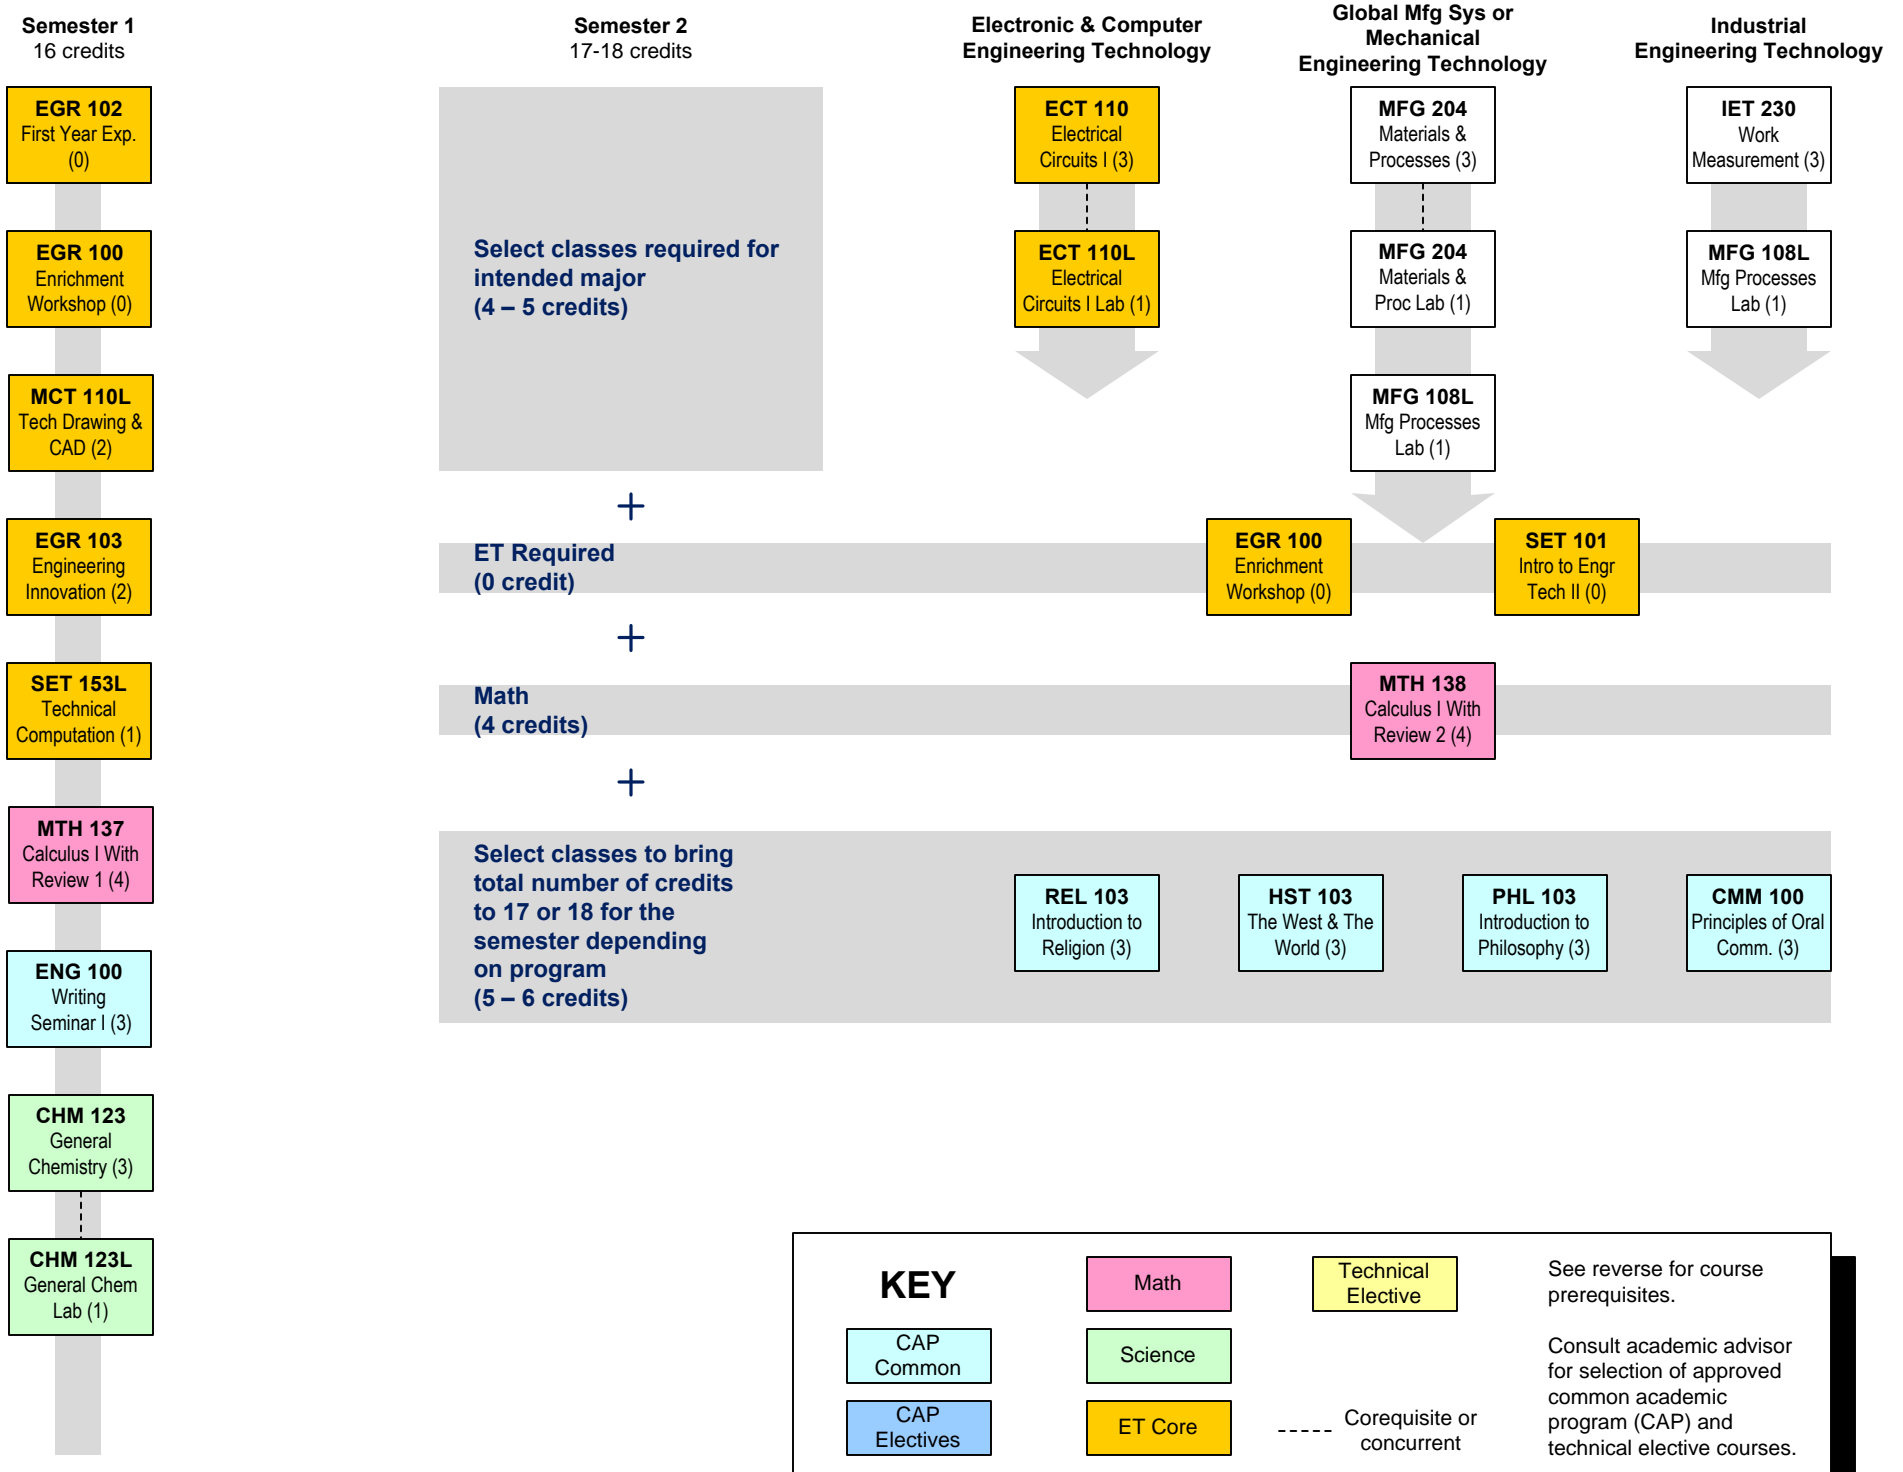 Semester 1
16 credits
EGR 102
First Year Exp.
(0)
EGR 100
Enrichment
Workshop (0)
MCT 110L
Tech Drawing &
CAD (2)
EGR 103
Engineering
Innovation (2)
SET 153L
Technical
Computation (1)
MTH 137
Calculus I With
Review 1 (4)
ENG 100
Writing
Seminar I (3)
CHM 123
General
Chemistry (3)
CHM 123L
General Chem
Lab (1)
Semester 2
17-18 credits
Select classes required for
intended major
(4 – 5 credits)
+
ET Required
(0 credit)
+
Math
(4 credits)
+
Select classes to bring
total number of credits
to 17 or 18 for the
semester depending
on program
(5 – 6 credits)
Electronic & Computer
Engineering Technology
ECT 110
Electrical
Circuits I (3)
ECT 110L
Electrical
Circuits I Lab (1)
Global Mfg Sys or
Mechanical
Engineering Technology
MFG 204
Materials &
Processes (3)
MFG 204
Materials &
Proc Lab (1)
MFG 108L
Mfg Processes
Lab (1)
Industrial
Engineering Technology
IET 230
Work
Measurement (3)
MFG 108L
Mfg Processes
Lab (1)
EGR 100
Enrichment
Workshop (0)
SET 101
Intro to Engr
Tech II (0)
MTH 138
Calculus I With
Review 2 (4)
REL 103
Introduction to
Religion (3)
HST 103
The West & The
World (3)
PHL 103
Introduction to
Philosophy (3)
CMM 100
Principles of Oral
Comm. (3)
KEY
CAP
Common
CAP
Electives
Math
Science
ET Core
Technical
Elective
Corequisite or
concurrent
See reverse for course
prerequisites.
Consult academic advisor
for selection of approved
common academic
program (CAP) and
technical elective courses.